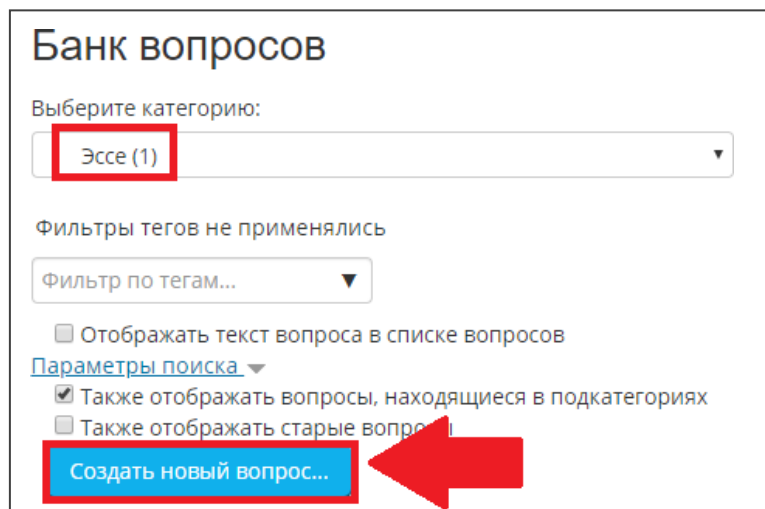 Банк вопросов
Выберите категорию:
Эссе (1)
Фильтры тегов не применялись
Фильтр по тегам...
Отображать текст вопроса в списке вопросов
Параметры поиска
Также отображать вопросы, находящиеся в подкатегориях
Также отображать старые вопросы
Создать новый вопрос...